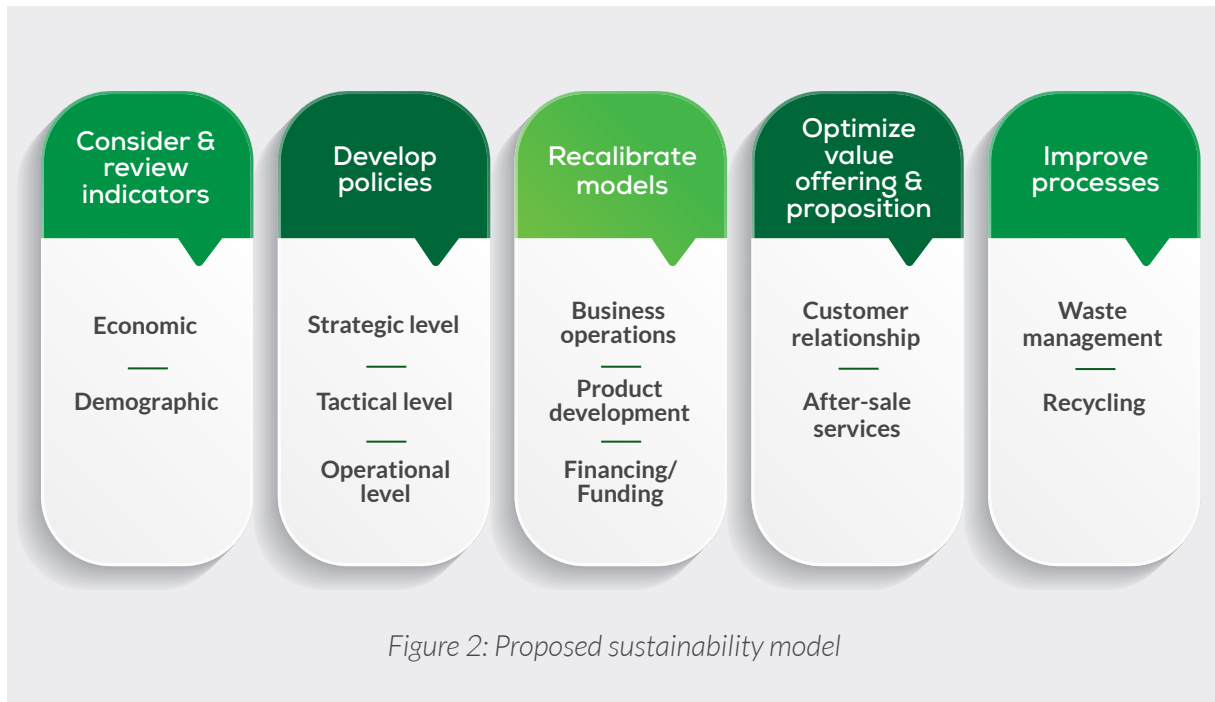 Consider &
review
indicators
Economic
Demographic
Develop
policies
Strategic level
Tactical level
Operational
level
Recalibrate
models
Business
operations
Product
development
Financing/
Funding
Optimize
value
offering &
proposition
Customer
relationship
After-sale
services
Improve
processes
Waste
management
Recycling
Figure 2: Proposed sustainability model